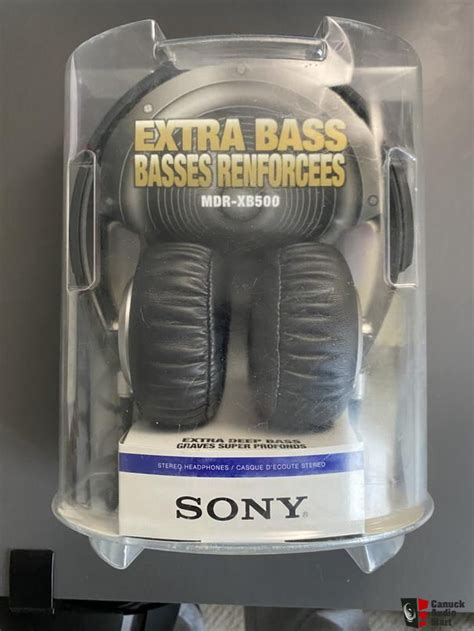 EXTRA BASS
BASSES RENFORCEES
MDR-XB500
EXTRA DEEP BASS
GRAVES SUPER PROFONDS
STEREO HEADPHONES / CASQUE D'ECOUTE STEREO
SONY®
Canuck
Audio
Mart